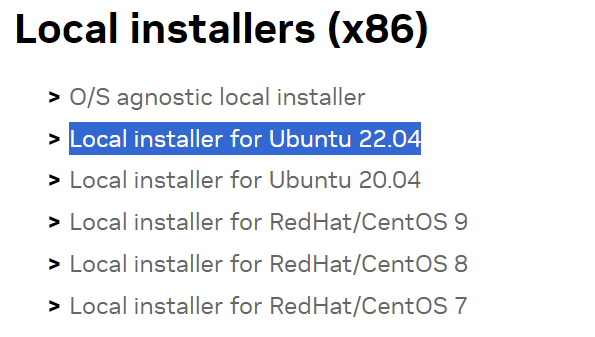 Local installers (x86)
> O/S agnostic local installer
> Local installer for Ubuntu 22.04
> Local installer for Ubuntu 20.04
> Local installer for RedHat/CentOS 9
> Local installer for RedHat/CentOS 8
> Local installer for RedHat/CentOS 7